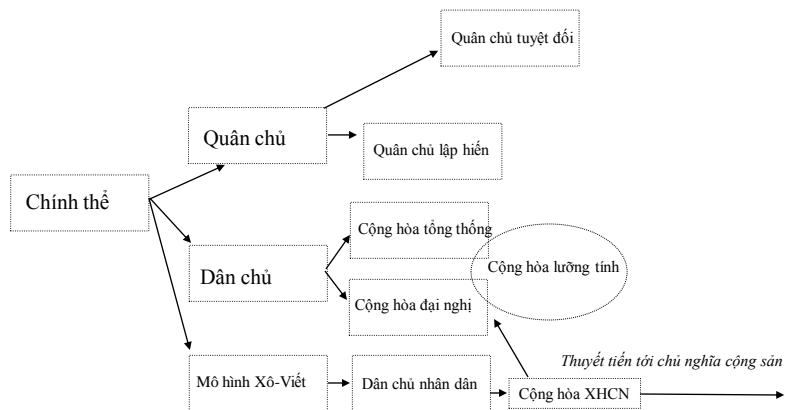 Quân chủ tuyệt đối
Quân chủ
Quân chủ lập hiến
Chính thể
Cộng hòa tổng thống
Dân chủ
Cộng hòa lưỡng tính
Cộng hòa đại nghị
Thuyết tiến tới chủ nghĩa cộng sản
Mô hình Xô-Viết
Dân chủ nhân dân
Cộng hòa XHCN